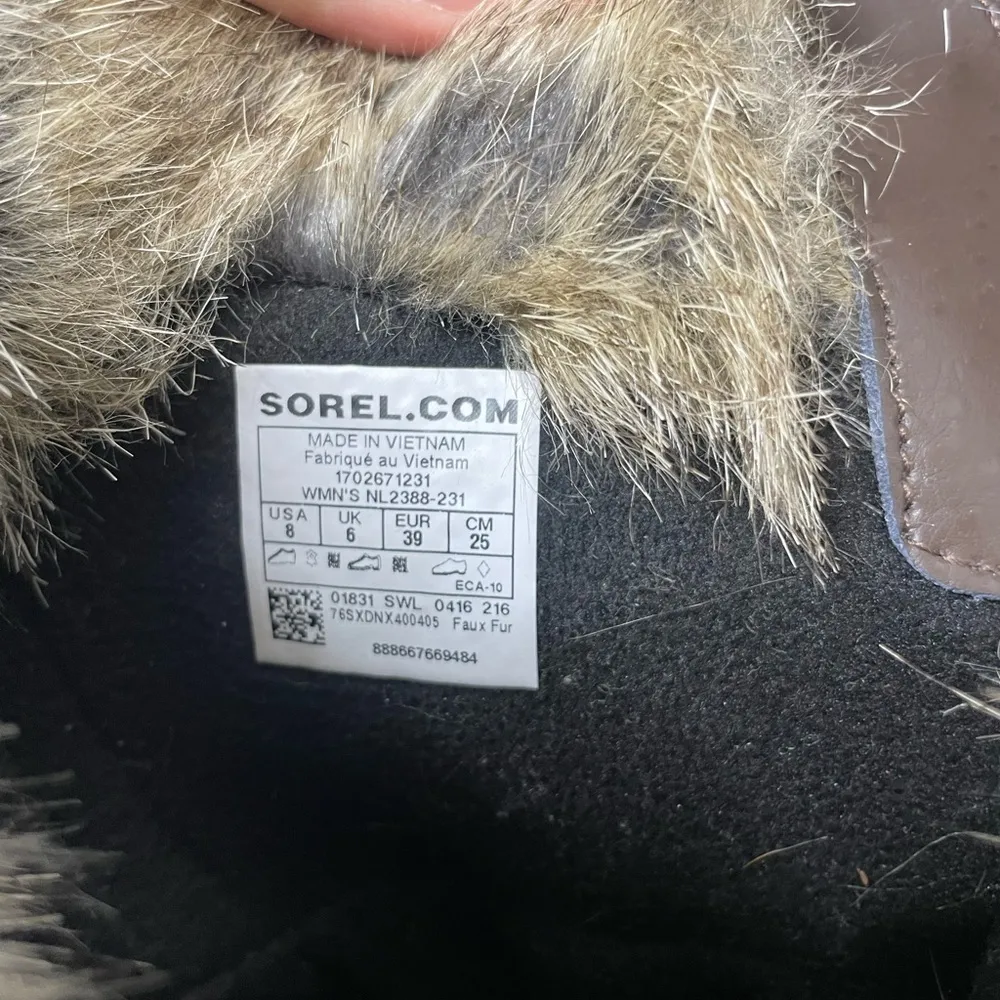 SOREL.COM
MADE IN VIETNAM
Fabriqué au Vietnam
1702671231
WMN'S NL2388-231
USA UK EUR CM
8 6 39 25
ECA-10
01831 SWL 0416 216
76SXDNX400405 Faux Fur
888667669484